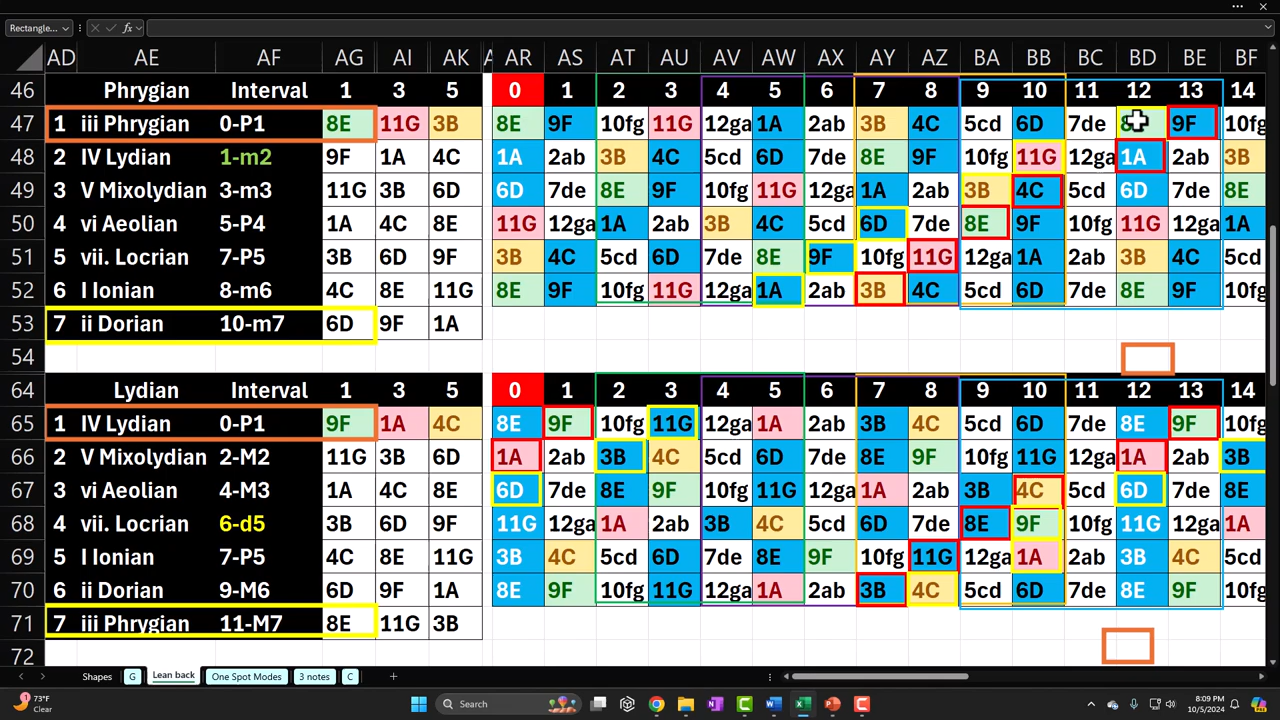 Rectangle...
fx
AD AE AF AG AI AK AR AS AT AU AV AW AX AY AZ BA BB BC BD BE BF
46 Phrygian Interval 1 3 5 0 1 2 3 4 5 6 7 8 9 10 11 12 13 14
47 1 iii Phrygian 0-P1 8E 11G 3B 8E 9F 10fg 11G 12ga 1A 2ab 3B 4C 5cd 6D 7de 9F 10fg
48 2 IV Lydian 1-m2 9F 1A 4C 1A 2ab 3B 4C 5cd 6D 7de 8E 9F 10fg 11G 12ga 1A 2ab 3B
49 3 V Mixolydian 3-m3 11G 3B 6D 6D 7de 8E 9F 10fg 11G 12ga 1A 2ab 3B 4C 5cd 6D 7de 8E
50 4 vi Aeolian 5-P4 1A 4C 8E 11G 12ga 1A 2ab 3B 4C 5cd 6D 7de 8E 9F 10fg 11G 12ga 1A
51 5 vii. Locrian 7-P5 3B 6D 9F 3B 4C 5cd 6D 7de 8E 9F 10fg 11G 12ga 1A 2ab 3B 4C 5cd
52 6 I Ionian 8-m6 4C 8E 11G 8E 9F 10fg 11G 12ga 1A 2ab 3B 4C 5cd 6D 7de 8E 9F 10fg
53 7 ii Dorian 10-m7 6D 9F 1A
54
64 Lydian Interval 1 3 5 0 1 2 3 4 5 6 7 8 9 10 11 12 13 14
65 1 IV Lydian 0-P1 9F 1A 4C 8E 9F 10fg 11G 12ga 1A 2ab 3B 4C 5cd 6D 7de 8E 9F 10fg
66 2 V Mixolydian 2-M2 11G 3B 6D 1A 2ab 3B 4C 5cd 6D 7de 8E 9F 10fg 11G 12ga 1A 2ab 3B
67 3 vi Aeolian 4-M3 1A 4C 8E 6D 7de 8E 9F 10fg 11G 12ga 1A 2ab 3B 4C 5cd 6D 7de 8E
68 4 vii. Locrian 6-d5 3B 6D 9F 11G 12ga 1A 2ab 3B 4C 5cd 6D 7de 8E 9F 10fg 11G 12ga 1A
69 5 I Ionian 7-P5 4C 8E 11G 3B 4C 5cd 6D 7de 8E 9F 10fg 11G 12ga 1A 2ab 3B 4C 5cd
70 6 ii Dorian 9-M6 6D 9F 1A 8E 9F 10fg 11G 12ga 1A 2ab 3B 4C 5cd 6D 7de 8E 9F 10fg
71 7 iii Phrygian 11-M7 8E 11G 3B
72
Shapes G Lean back One Spot Modes 3 notes C
73°F
Clear
Search
8:09 PM
10/5/2024